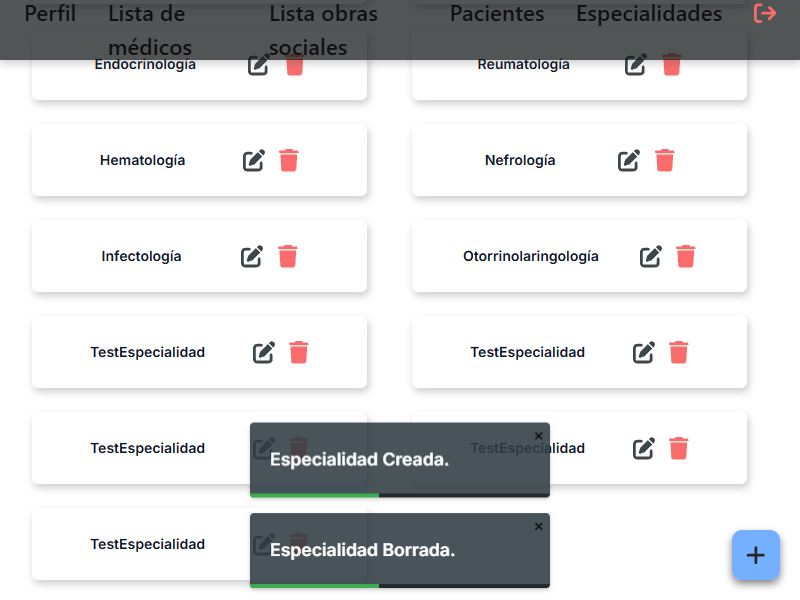 Perfil
Lista de
médicos
Lista obras
sociales
Pacientes
Especialidades
Endocrinología
Reumatología
Hematología
Nefrología
Infectología
Otorrinolaringología
TestEspecialidad
TestEspecialidad
TestEspecialidad
TestEspecialidad
Especialidad Creada.
×
TestEspecialidad
Especialidad Borrada.
×
+